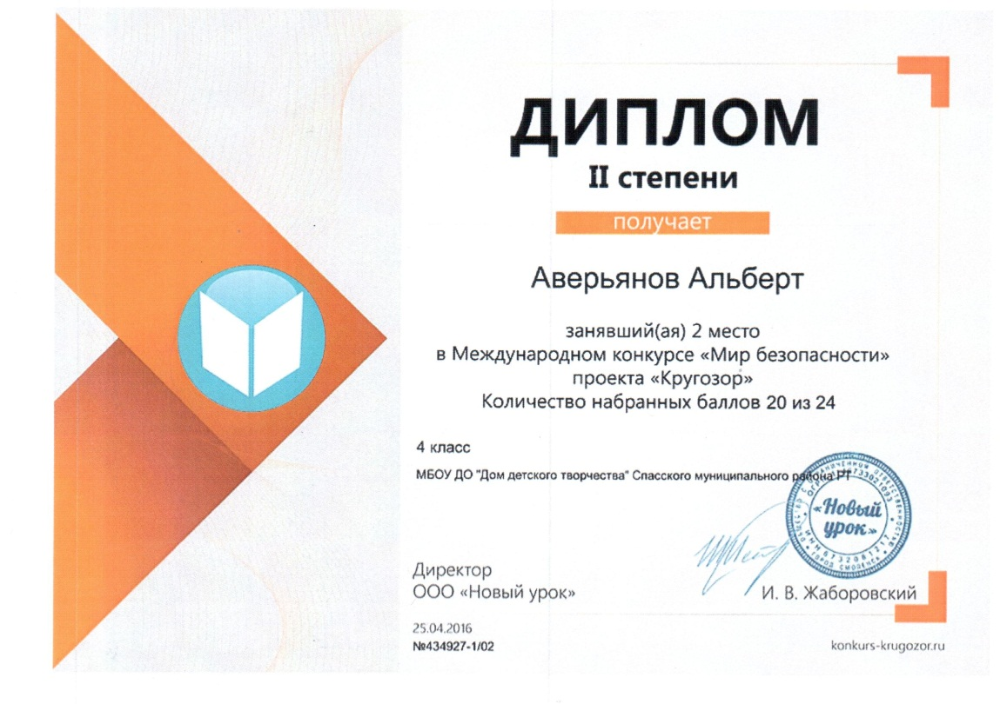 ДИПЛОМ
II степени
получает
Аверьянов Альберт
занявший(ая) 2 место
в Международном конкурсе «Мир безопасности»
проекта «Кругозор»
Количество набранных баллов 20 из 24
4 класс
МБОУ ДО "Дом детского творчества" Спасского муниципального района РТ
«Новый
урок»
ГОРОД СМОЛЕНСК
Директор
ООО «Новый урок»
И. В. Жаборовский
25.04.2016
№434927-1/02
konkurs-krugozor.ru